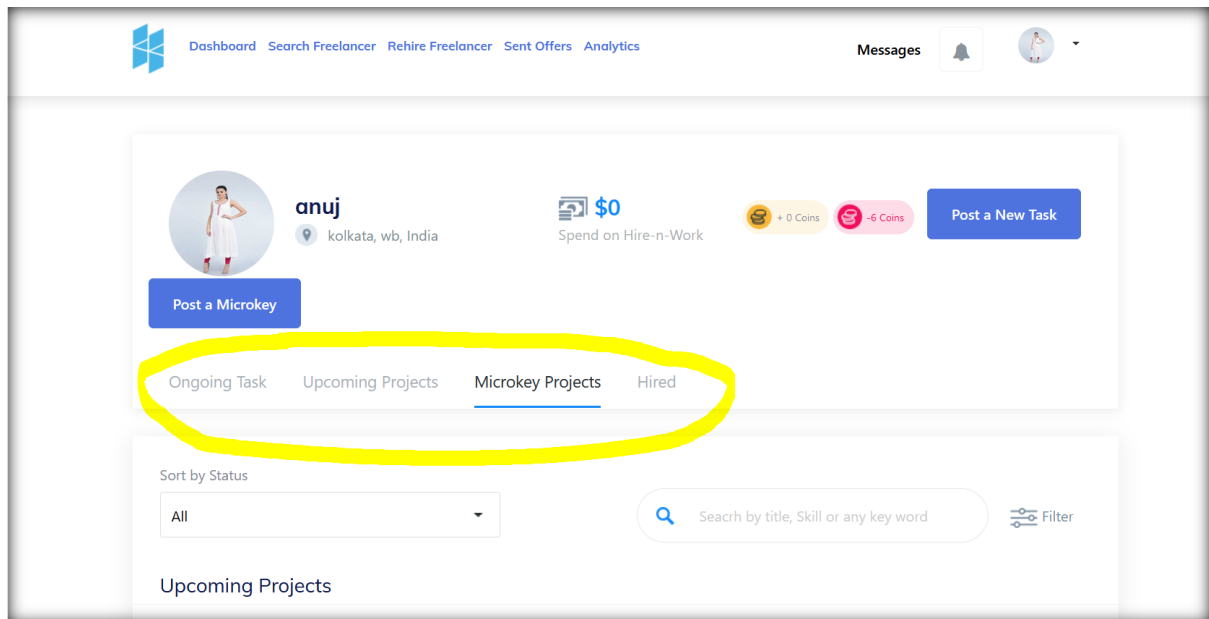 Dashboard Search Freelancer Rehire Freelancer Sent Offers Analytics
Messages
anuj
kolkata, wb, India
$0
Spend on Hire-n-Work
+ 0 Coins
-6 Coins
Post a New Task
Post a Microkey
Ongoing Task Upcoming Projects Microkey Projects Hired
Sort by Status
All
Seacrh by title, Skill or any key word
Filter
Upcoming Projects